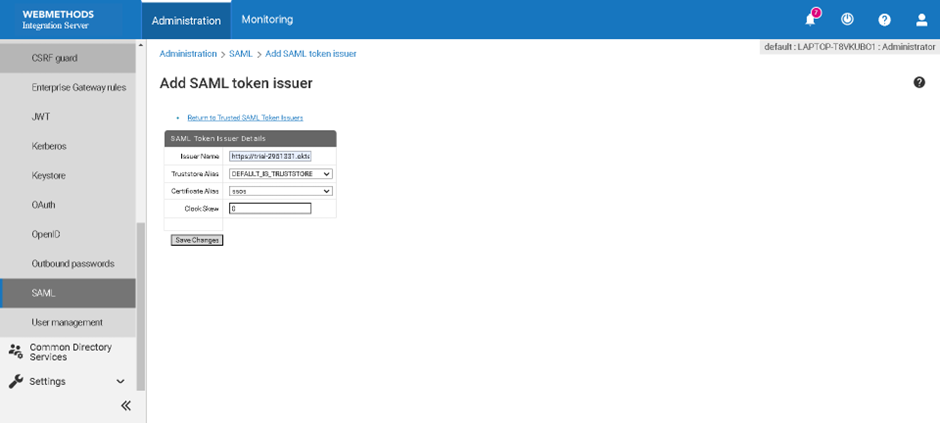 WEBMETHODS
Integration Server
Administration
Monitoring
7
default : LAPTOP-T8VKUBC1 : Administrator
CSRF guard
Enterprise Gateway rules
JWT
Kerberos
Keystore
OAuth
OpenID
Outbound passwords
SAML
User management
Common Directory
Services
Settings
Administration > SAML > Add SAML token issuer
Add SAML token issuer
Return to Trusted SAML Token Issuers
SAML Token Issuer Details
Issuer Name https://trial-2951331.okta
Truststore Alias DEFAULT_IS_TRUSTSTORE
Certificate Alias ssos
Clock Skew 0
Save Changes